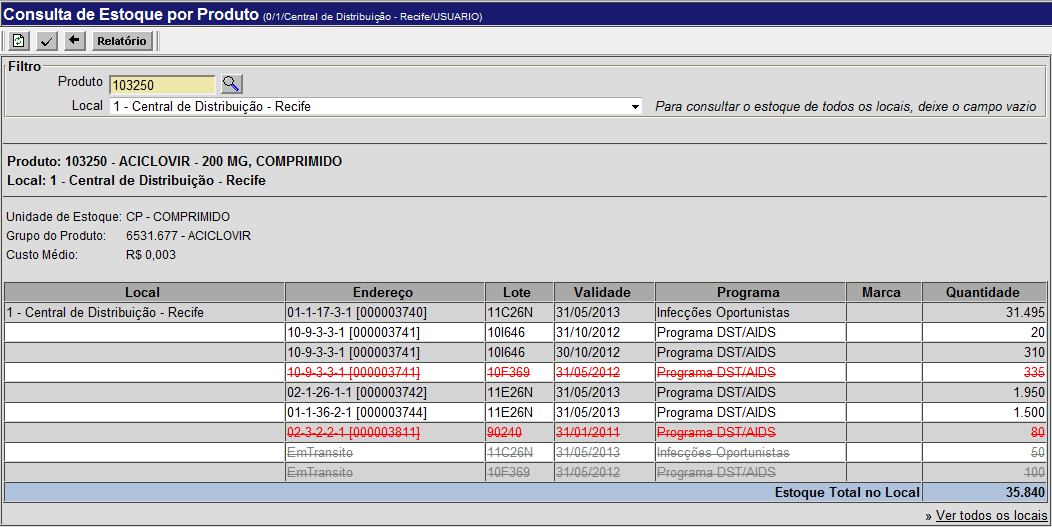 Consulta de Estoque por Produto (0/1/Central de Distribuição - Recife/USUARIO)
Relatório
Filtro
Produto 103250
Local 1 - Central de Distribuição - Recife Para consultar o estoque de todos os locais, deixe o campo vazio
Produto: 103250 - ACICLOVIR - 200 MG, COMPRIMIDO
Local: 1 - Central de Distribuição - Recife
Unidade de Estoque: CP - COMPRIMIDO
Grupo do Produto: 6531.677 - ACICLOVIR
Custo Médio: R$ 0,003
Local Endereço Lote Validade Programa Marca Quantidade
1 - Central de Distribuição - Recife 01-1-17-3-1 [000003740] 11C26N 31/05/2013 Infecções Oportunistas 31.495
10-9-3-3-1 [000003741] 10I646 31/10/2012 Programa DST/AIDS 20
10-9-3-3-1 [000003741] 10I646 30/10/2012 Programa DST/AIDS 310
10-9-3-3-1 [000003741] 10F369 31/05/2012 Programa DST/AIDS 335
02-1-26-1-1 [000003742] 11E26N 31/05/2013 Programa DST/AIDS 1.950
01-1-36-2-1 [000003744] 11E26N 31/05/2013 Programa DST/AIDS 1.500
02-3-2-2-1 [000003811] 90240 31/01/2011 Programa DST/AIDS 80
EmTransito 11C26N 31/05/2013 Infecções Oportunistas 50
EmTransito 10F369 31/05/2012 Programa DST/AIDS 100
Estoque Total no Local 35.840
» Ver todos os locais